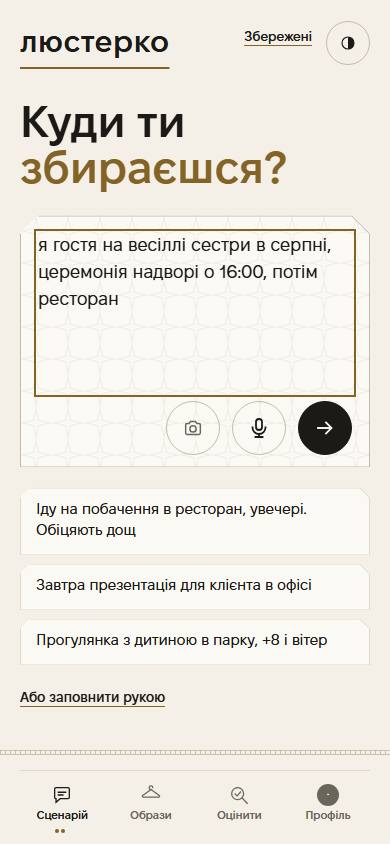 люстерко
Збережені
Куди ти
збираєшся?
я гостя на весіллі сестри в серпні,
церемонія надворі о 16:00, потім
ресторан
Іду на побачення в ресторан, увечері.
Обіцяють дощ
Завтра презентація для клієнта в офісі
Прогулянка з дитиною в парку, +8 і вітер
Або заповнити рукою
Сценарій
Образи
Оцінити
Профіль